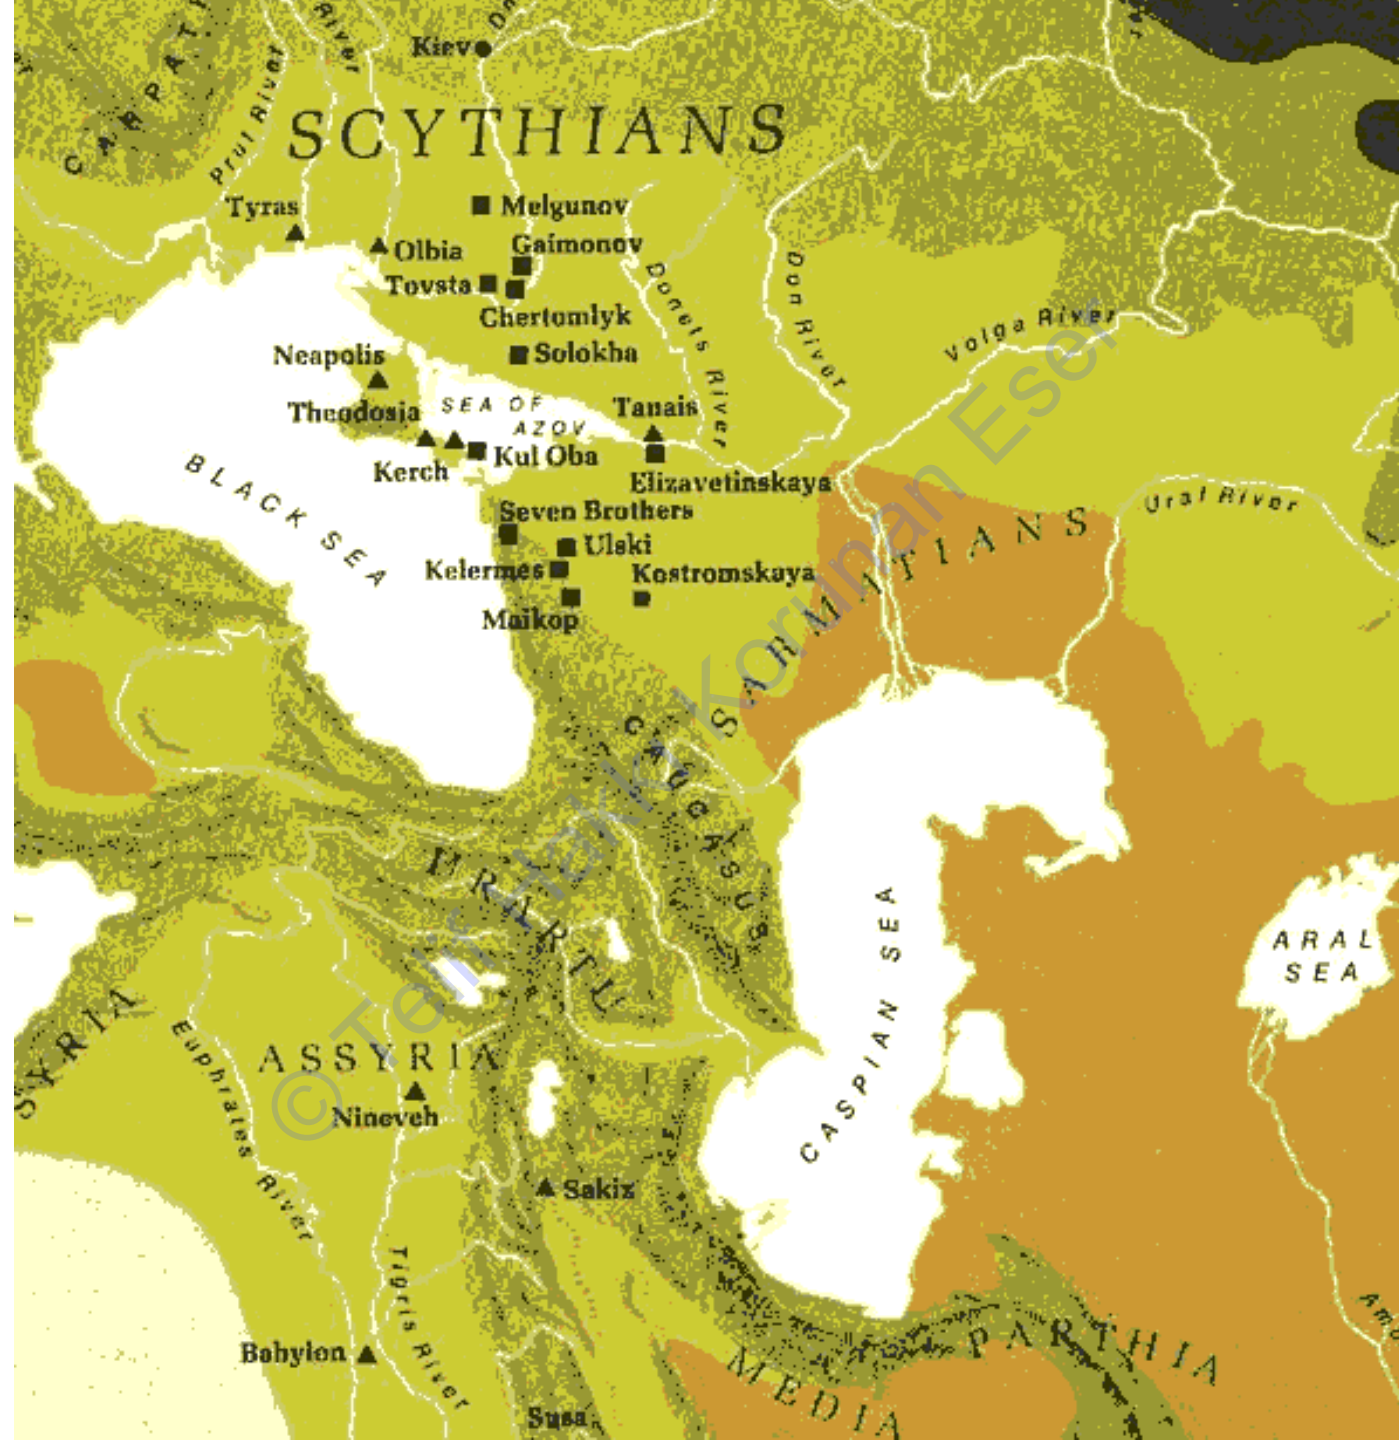 Kiev
CARPAT
Prut River
River
SCYTHIANS
Tyras
Melgunov
Olbia
Gaimonov
Tovsta
Chertomlyk
Donets River
Don River
Volga River
Neapolis
Solokha
Theodosia
SEA OF
AZOV
Tanais
Kerch
Kul Oba
Elizavetinskaya
BLACK SEA
Seven Brothers
Ulski
Kelermes
Kostromskaya
Maikop
SARMATIANS
Ural River
CAUCASUS
URARTU
CASPIAN SEA
ARAL
SEA
SYRIA
Euphrates River
ASSYRIA
Nineveh
Sakiz
Tigris River
Babylon
Susa
MEDIA
PARTHIA
Amu
© Telif Hakkı Korunan Eser